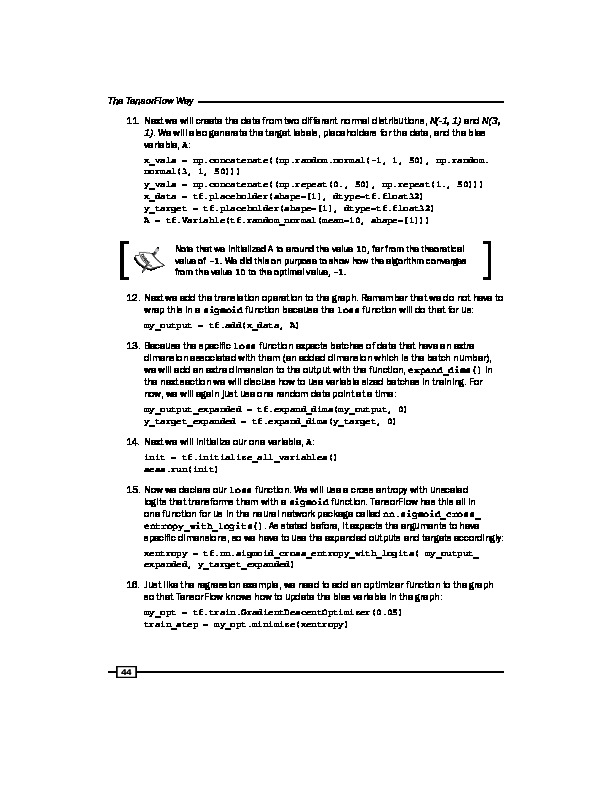 The TensorFlow Way
11. Next we will create the data from two different normal distributions, N(-1, 1) and N(3,
1). We will also generate the target labels, placeholders for the data, and the bias
variable, A:
x_vals = np.concatenate((np.random.normal(-1, 1, 50), np.random.
normal(3, 1, 50)))
y_vals = np.concatenate((np.repeat(0., 50), np.repeat(1., 50)))
x_data = tf.placeholder(shape=[1], dtype=tf.float32)
y_target = tf.placeholder(shape=[1], dtype=tf.float32)
A = tf.Variable(tf.random_normal(mean=10, shape=[1]))
Note that we initialized A to around the value 10, far from the theoretical
value of -1. We did this on purpose to show how the algorithm converges
from the value 10 to the optimal value, -1.
12. Next we add the translation operation to the graph. Remember that we do not have to
wrap this in a sigmoid function because the loss function will do that for us:
my_output = tf.add(x_data, A)
13. Because the specific loss function expects batches of data that have an extra
dimension associated with them (an added dimension which is the batch number),
we will add an extra dimension to the output with the function, expand_dims() In
the next section we will discuss how to use variable sized batches in training. For
now, we will again just use one random data point at a time:
my_output_expanded = tf.expand_dims(my_output, 0)
y_target_expanded = tf.expand_dims(y_target, 0)
14. Next we will initialize our one variable, A:
init = tf.initialize_all_variables()
sess.run(init)
15. Now we declare our loss function. We will use a cross entropy with unscaled
logits that transforms them with a sigmoid function. TensorFlow has this all in
one function for us in the neural network package called nn.sigmoid_cross_
entropy_with_logits(). As stated before, it expects the arguments to have
specific dimensions, so we have to use the expanded outputs and targets accordingly:
xentropy = tf.nn.sigmoid_cross_entropy_with_logits( my_output_
expanded, y_target_expanded)
16. Just like the regression example, we need to add an optimizer function to the graph
so that TensorFlow knows how to update the bias variable in the graph:
my_opt = tf.train.GradientDescentOptimizer(0.05)
train_step = my_opt.minimize(xentropy)
44